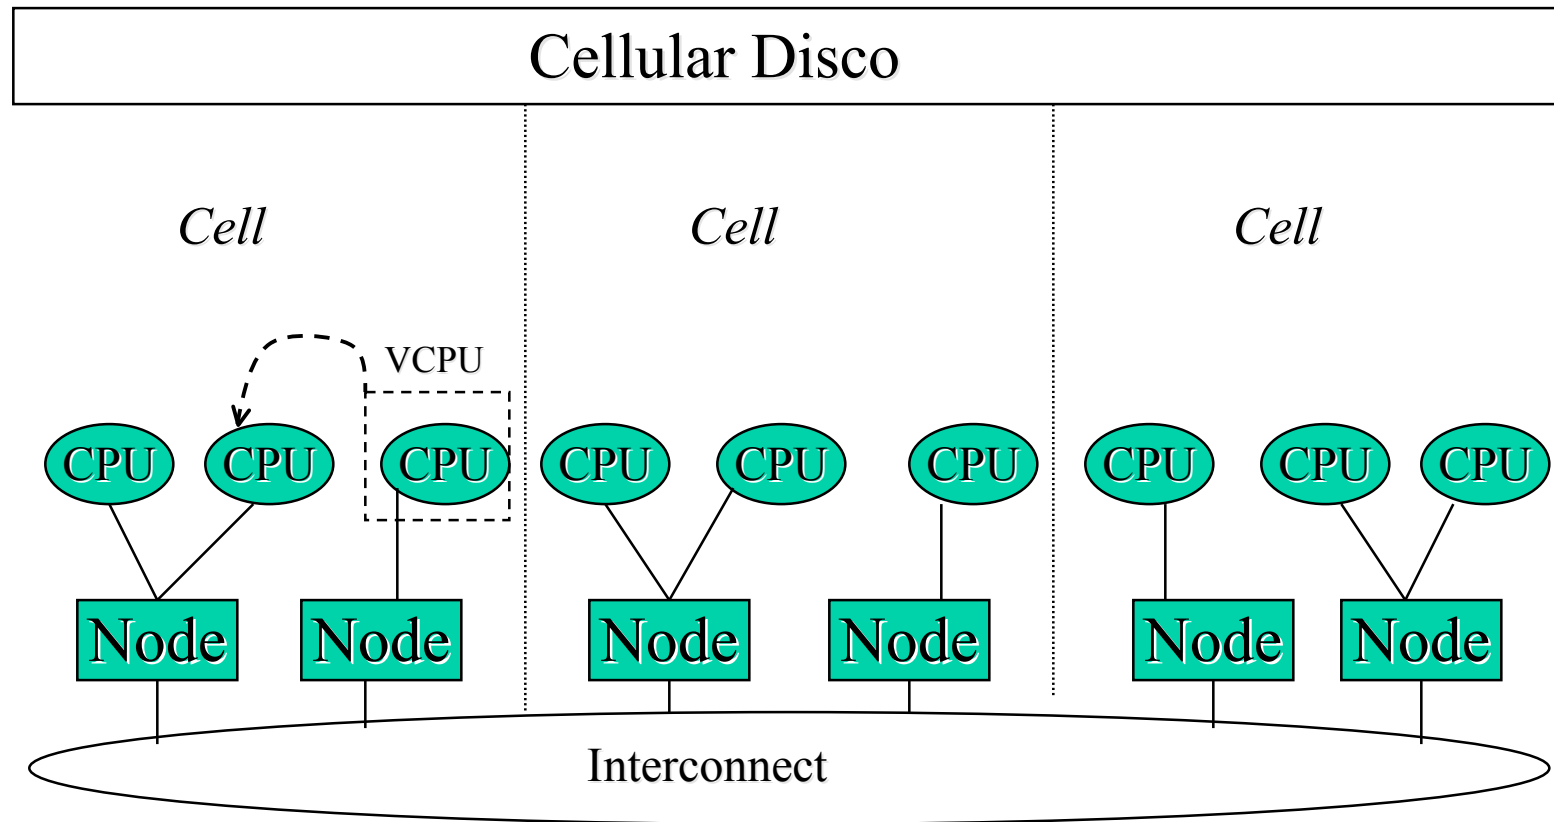 Cellular Disco
Cell Cell Cell
VCPU
CPU CPU CPU CPU CPU CPU CPU CPU CPU
Node Node Node Node Node Node
Interconnect